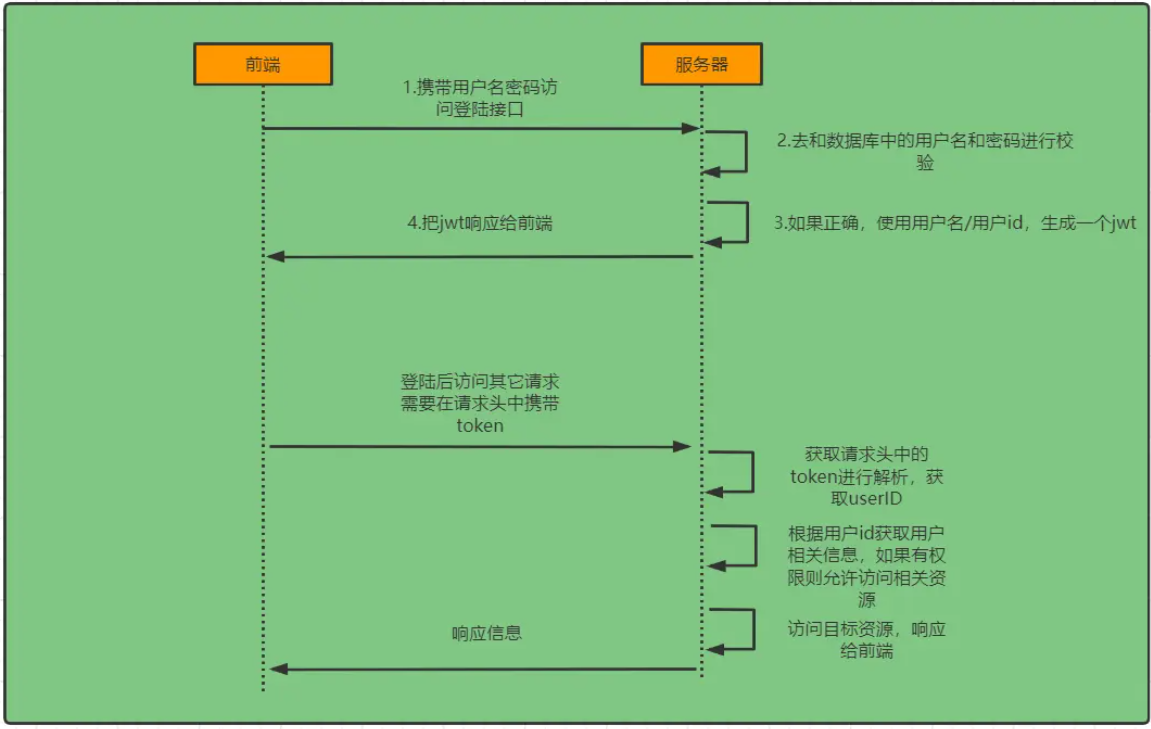 前端
服务器
1.携带用户名密码访
问登陆接口
2.去和数据库中的用户名和密码进行校
验
4.把jwt响应给前端
3.如果正确，使用用户名/用户id，生成一个jwt
登陆后访问其它请求
需要在请求头中携带
token
获取请求头中的
token进行解析，获
取userID
根据用户id获取用户
相关信息，如果有权
限则允许访问相关资
源
响应信息
访问目标资源，响应
给前端